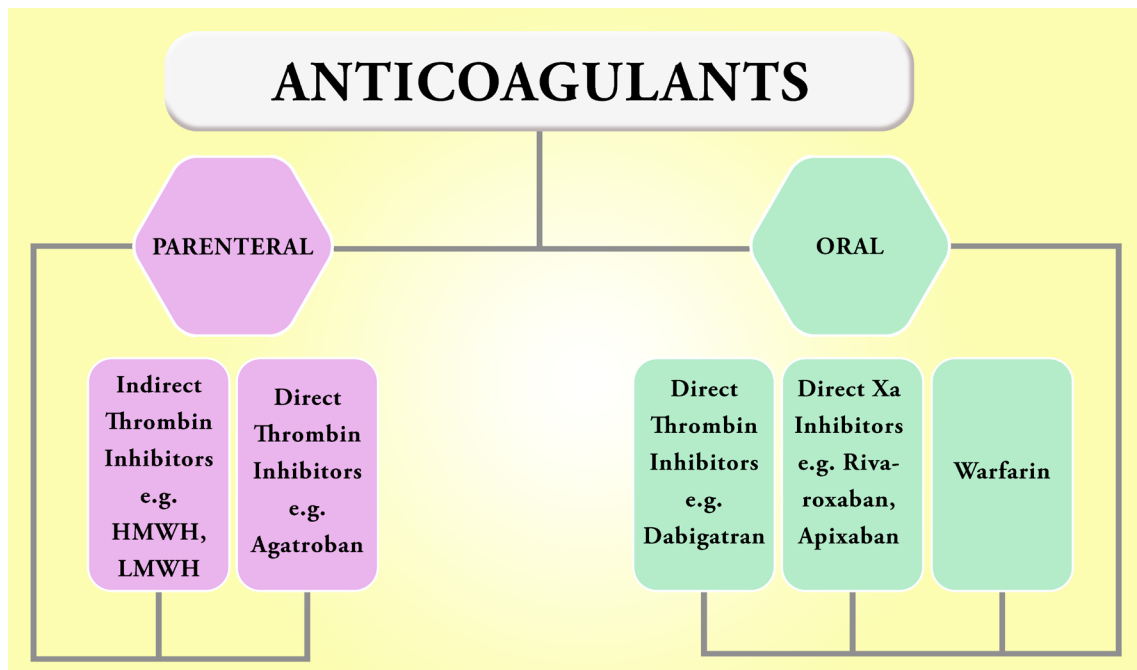 ANTICOAGULANTS
PARENTERAL
ORAL
Indirect
Thrombin
Inhibitors
e.g.
HMWH,
LMWH
Direct
Thrombin
Inhibitors
e.g.
Agatroban
Direct
Thrombin
Inhibitors
e.g.
Dabigatran
Direct Xa
Inhibitors
e.g. Riva-
roxaban,
Apixaban
Warfarin